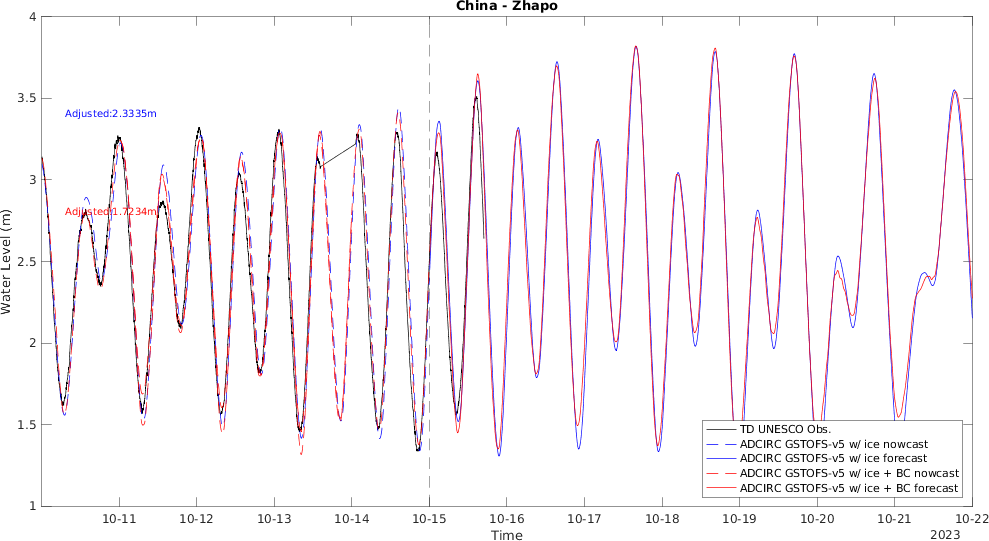 China - Zhapo
4
3.5
3
2.5
2
1.5
1
Water Level (m)
Adjusted:2.3335m
Adjusted:1.7234m
TD UNESCO Obs.
ADCIRC GSTOFS-v5 w/ ice nowcast
ADCIRC GSTOFS-v5 w/ ice forecast
ADCIRC GSTOFS-v5 w/ ice + BC nowcast
ADCIRC GSTOFS-v5 w/ ice + BC forecast
10-11 10-12 10-13 10-14 10-15 10-16 10-17 10-18 10-19 10-20 10-21 10-22
Time
2023